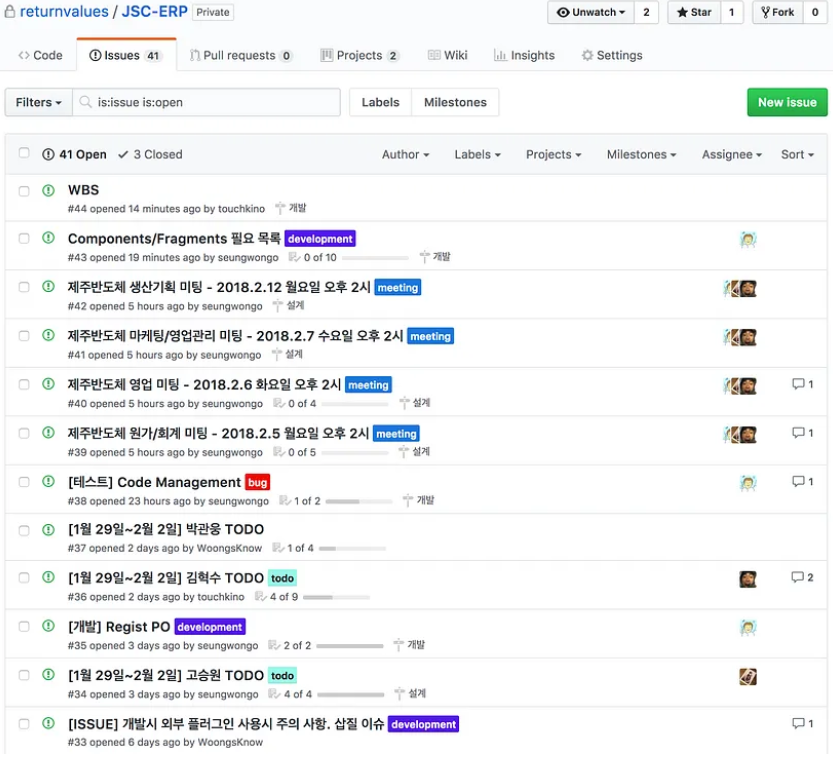 returnvalues / JSC-ERP Private Unwatch 2 Star 1 Fork 0
Code Issues 41 Pull requests 0 Projects 2 Wiki Insights Settings
Filters is:issue is:open Labels Milestones New issue
41 Open 3 Closed Author Labels Projects Milestones Assignee Sort
WBS
#44 opened 14 minutes ago by touchkino 개발
Components/Fragments 필요 목록 development
#43 opened 19 minutes ago by seungwongo 0 of 10 개발
제주반도체 생산기획 미팅 - 2018.2.12 월요일 오후 2시 meeting
#42 opened 5 hours ago by seungwongo 설계
제주반도체 마케팅/영업관리 미팅 - 2018.2.7 수요일 오후 2시 meeting
#41 opened 5 hours ago by seungwongo 설계
제주반도체 영업 미팅 - 2018.2.6 화요일 오후 2시 meeting 1
#40 opened 5 hours ago by seungwongo 0 of 4 설계
제주반도체 원가/회계 미팅 - 2018.2.5 월요일 오후 2시 meeting 1
#39 opened 5 hours ago by seungwongo 0 of 5 설계
[테스트] Code Management bug 1
#38 opened 23 hours ago by seungwongo 1 of 2 개발
[1월 29일~2월 2일] 박관웅 TODO
#37 opened 2 days ago by WoongsKnow 1 of 4
[1월 29일~2월 2일] 김혁수 TODO todo 2
#36 opened 2 days ago by touchkino 4 of 9
[개발] Regist PO development
#35 opened 3 days ago by seungwongo 2 of 2 개발
[1월 29일~2월 2일] 고승원 TODO todo
#34 opened 3 days ago by seungwongo 4 of 4 설계
[ISSUE] 개발시 외부 플러그인 사용시 주의 사항. 삽질 이슈 development 1
#33 opened 6 days ago by WoongsKnow